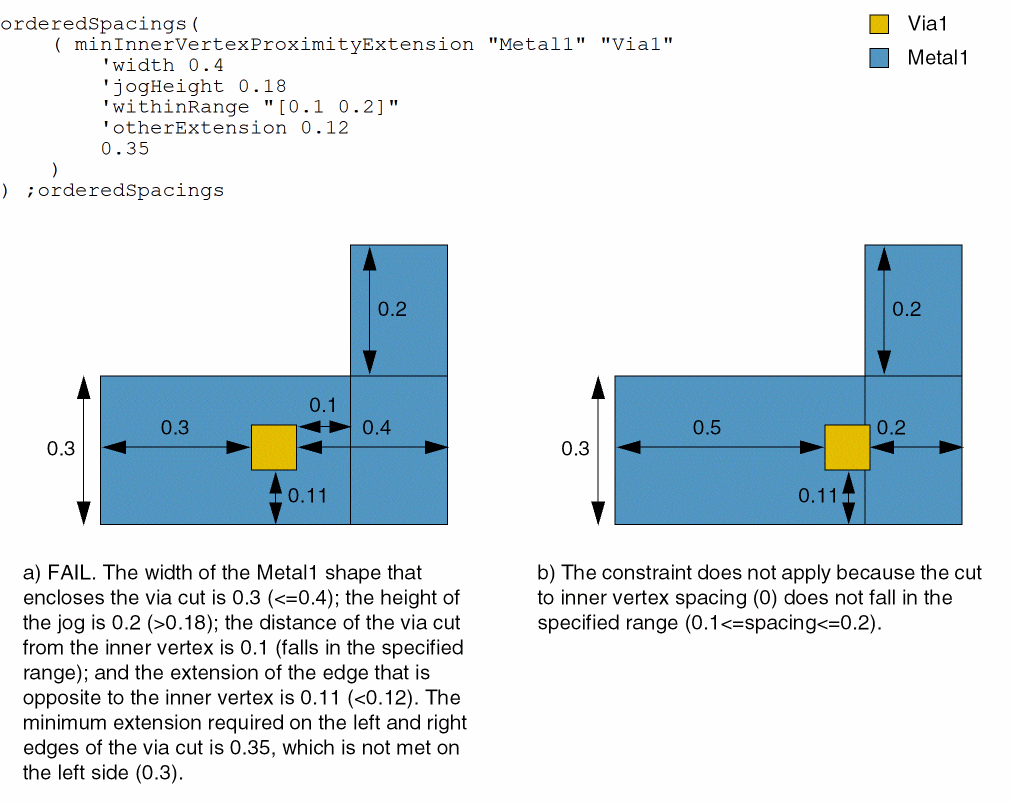 orderedSpacings(
( minInnerVertexProximityExtension "Metal1" "Via1"
'width 0.4
'jogHeight 0.18
'withinRange "[0.1 0.2]"
'otherExtension 0.12
0.35
)
) ;orderedSpacings
Via1
Metal1
0.2
0.1
0.3
0.4
0.3
0.11
0.2
0.5
0.2
0.3
0.11
a) FAIL. The width of the Metal1 shape that
encloses the via cut is 0.3 (<=0.4); the height of
the jog is 0.2 (>0.18); the distance of the via cut
from the inner vertex is 0.1 (falls in the specified
range); and the extension of the edge that is
opposite to the inner vertex is 0.11 (<0.12). The
minimum extension required on the left and right
edges of the via cut is 0.35, which is not met on
the left side (0.3).
b) The constraint does not apply because the cut
to inner vertex spacing (0) does not fall in the
specified range (0.1<=spacing<=0.2).